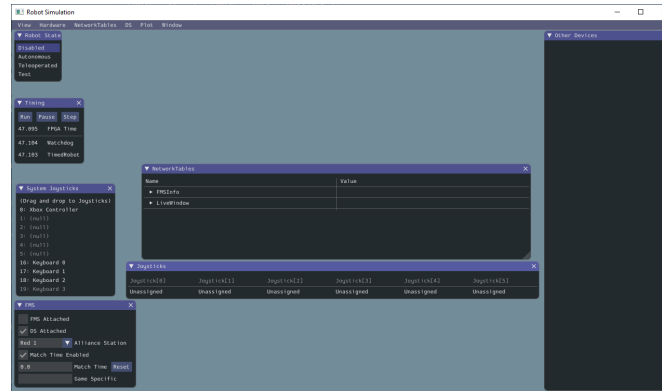 Robot Simulation
View Hardware NetworkTables DS Plot Window
Robot State
Disabled
Autonomous
Teleoperated
Test
Other Devices
Timing
Run Pause Step
47.095 FPGA Time
47.104 Watchdog
47.103 TimedRobot
NetworkTables
Name Value
FMSInfo
LiveWindow
System Joysticks
(Drag and drop to Joysticks)
0: Xbox Controller
1: (null)
2: (null)
3: (null)
4: (null)
5: (null)
16: Keyboard 0
17: Keyboard 1
18: Keyboard 2
19: Keyboard 3
Joysticks
Joystick[0] Joystick[1] Joystick[2] Joystick[3] Joystick[4] Joystick[5]
Unassigned Unassigned Unassigned Unassigned Unassigned Unassigned
FMS
FMS Attached
DS Attached
Red 1 Alliance Station
Match Time Enabled
0.0 Match Time Reset
Game Specific